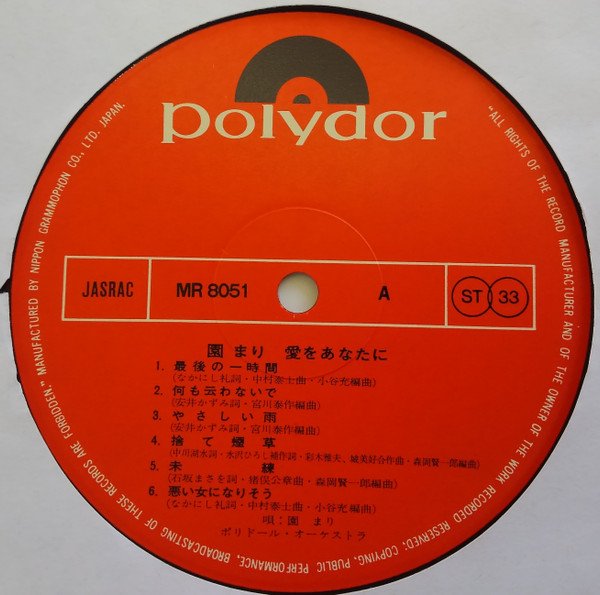 polydor
JASRAC
MR 8051
A
ST 33
園 まり 愛をあなたに
1. 最後の一時間
(なかにし礼詞・中村泰士曲・小谷充編曲)
2. 何も云わないで
(安井かずみ詞・宮川泰作編曲)
3. やさしい雨
(安井かずみ詞・宮川泰作編曲)
4. 捨て煙草
(中川湖水詞・水沢ひろし補作詞・彩木雅夫、城美好合作曲・森岡賢一郎編曲)
5. 未練
(石坂まさを詞・猪俣公章曲・森岡賢一郎編曲)
6. 悪い女になりそう
(なかにし礼詞・中村泰士曲・小谷充編曲)
唄:園 まり
ポリドール・オーケストラ
"ALL RIGHTS OF THE RECORD MANUFACTURER AND OF THE OWNER OF THE WORK RECORDED RESERVED. COPYING, PUBLIC PERFORMANCE, BROADCASTING OF THESE RECORDS ARE FORBIDDEN." MANUFACTURED BY NIPPON GRAMMOPHON CO., LTD. JAPAN.